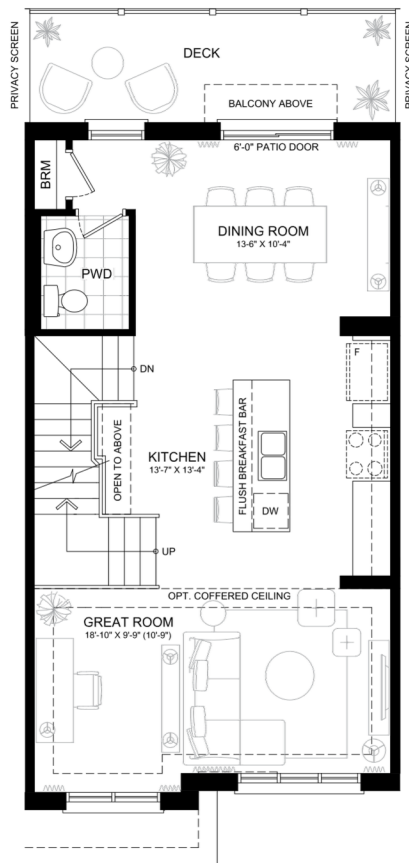 PRIVACY SCREEN
PRIVACY SCREEN
DECK
BALCONY ABOVE
6'-0" PATIO DOOR
BRM
DINING ROOM
13-6" X 10'-4"
PWD
F
DN
FLUSH BREAKFAST BAR
OPEN TO ABOVE
KITCHEN
13'-7" X 13'-4"
DW
UP
OPT. COFFERED CEILING
GREAT ROOM
18'-10" X 9'-9" (10'-9")